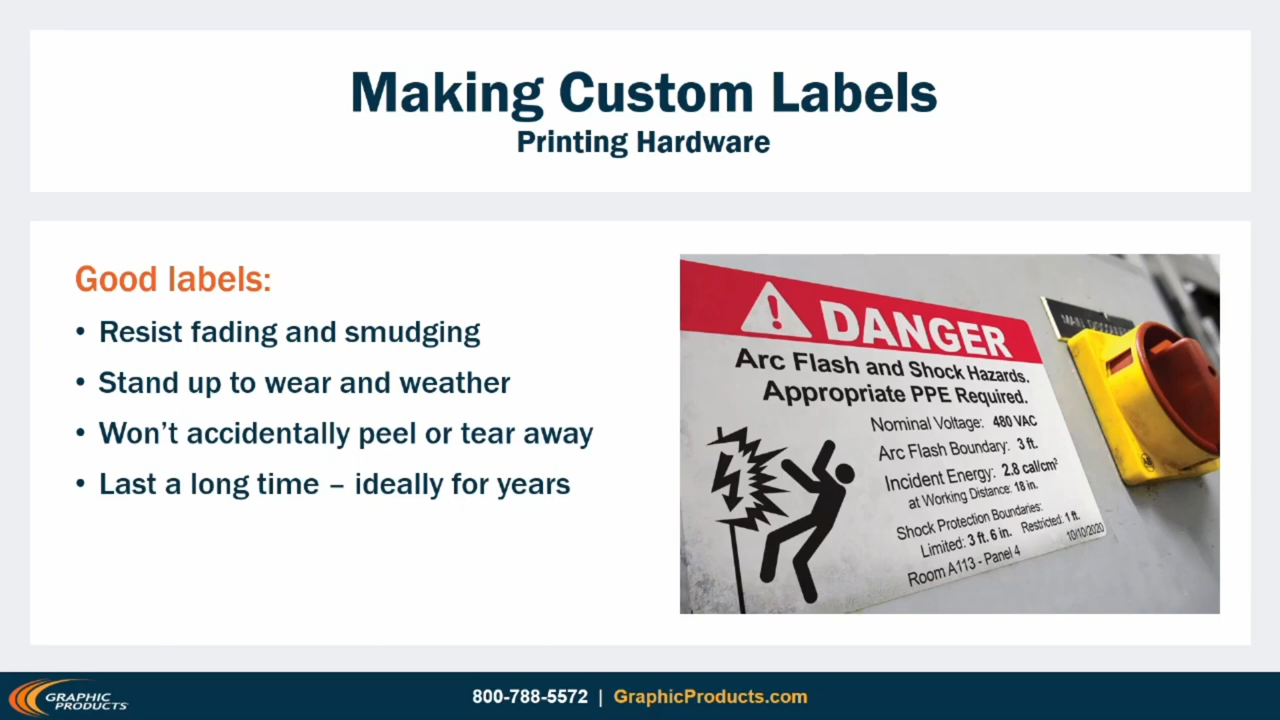 Making Custom Labels
Printing Hardware
Good labels:
• Resist fading and smudging
• Stand up to wear and weather
• Won’t accidentally peel or tear away
• Last a long time – ideally for years
DANGER
Arc Flash and Shock Hazards.
Appropriate PPE Required.
Nominal Voltage: 480 VAC
Arc Flash Boundary: 3 ft.
Incident Energy: 2.8 cal/cm²
at Working Distance: 18 in.
Shock Protection Boundaries:
Limited: 3 ft. 6 in. Restricted: 1 ft.
Room A113 - Panel 4
10/10/2020
MAIN
GRAPHIC
PRODUCTS
800-788-5572 | GraphicProducts.com